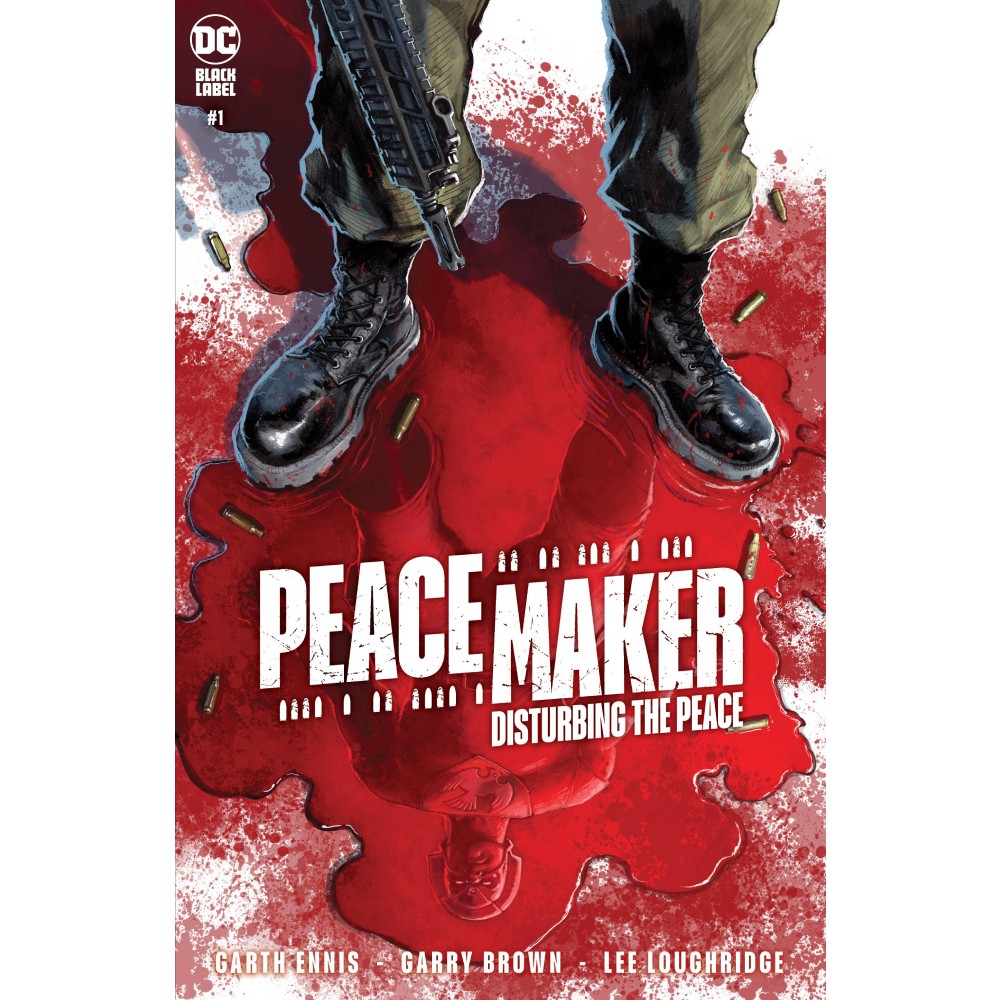 DC
BLACK
LABEL
#1
PEACE MAKER
DISTURBING THE PEACE
GARTH ENNIS - GARRY BROWN - LEE LOUGHRIDGE